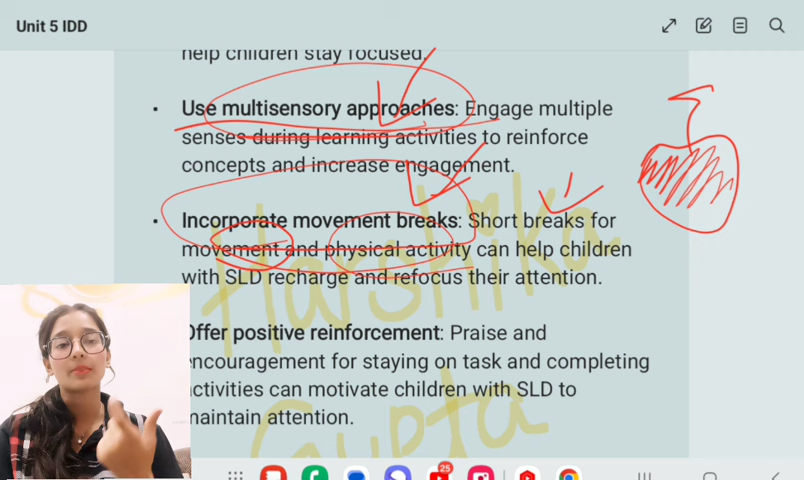 Unit 5 IDD
help children stay focused.
· Use multisensory approaches: Engage multiple
senses during learning activities to reinforce
concepts and increase engagement.
· Incorporate movement breaks: Short breaks for
movement and physical activity can help children
with SLD recharge and refocus their attention.
Offer positive reinforcement: Praise and
encouragement for staying on task and completing
activities can motivate children with SLD to
maintain attention.
Harshika
Gupta
25